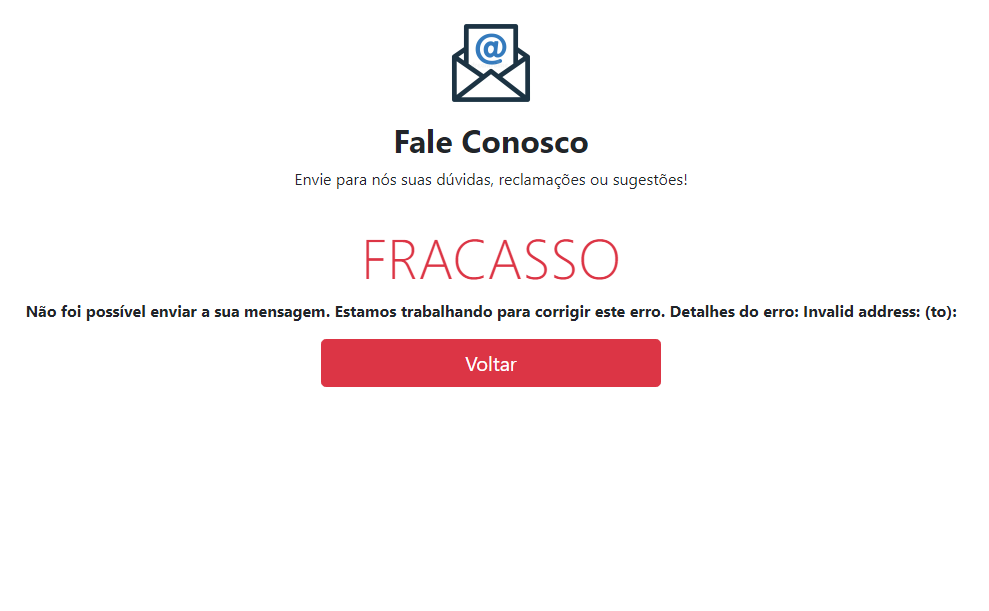 @
Fale Conosco
Envie para nós suas dúvidas, reclamações ou sugestões!
FRACASSO
Não foi possível enviar a sua mensagem. Estamos trabalhando para corrigir este erro. Detalhes do erro: Invalid address: (to):
Voltar